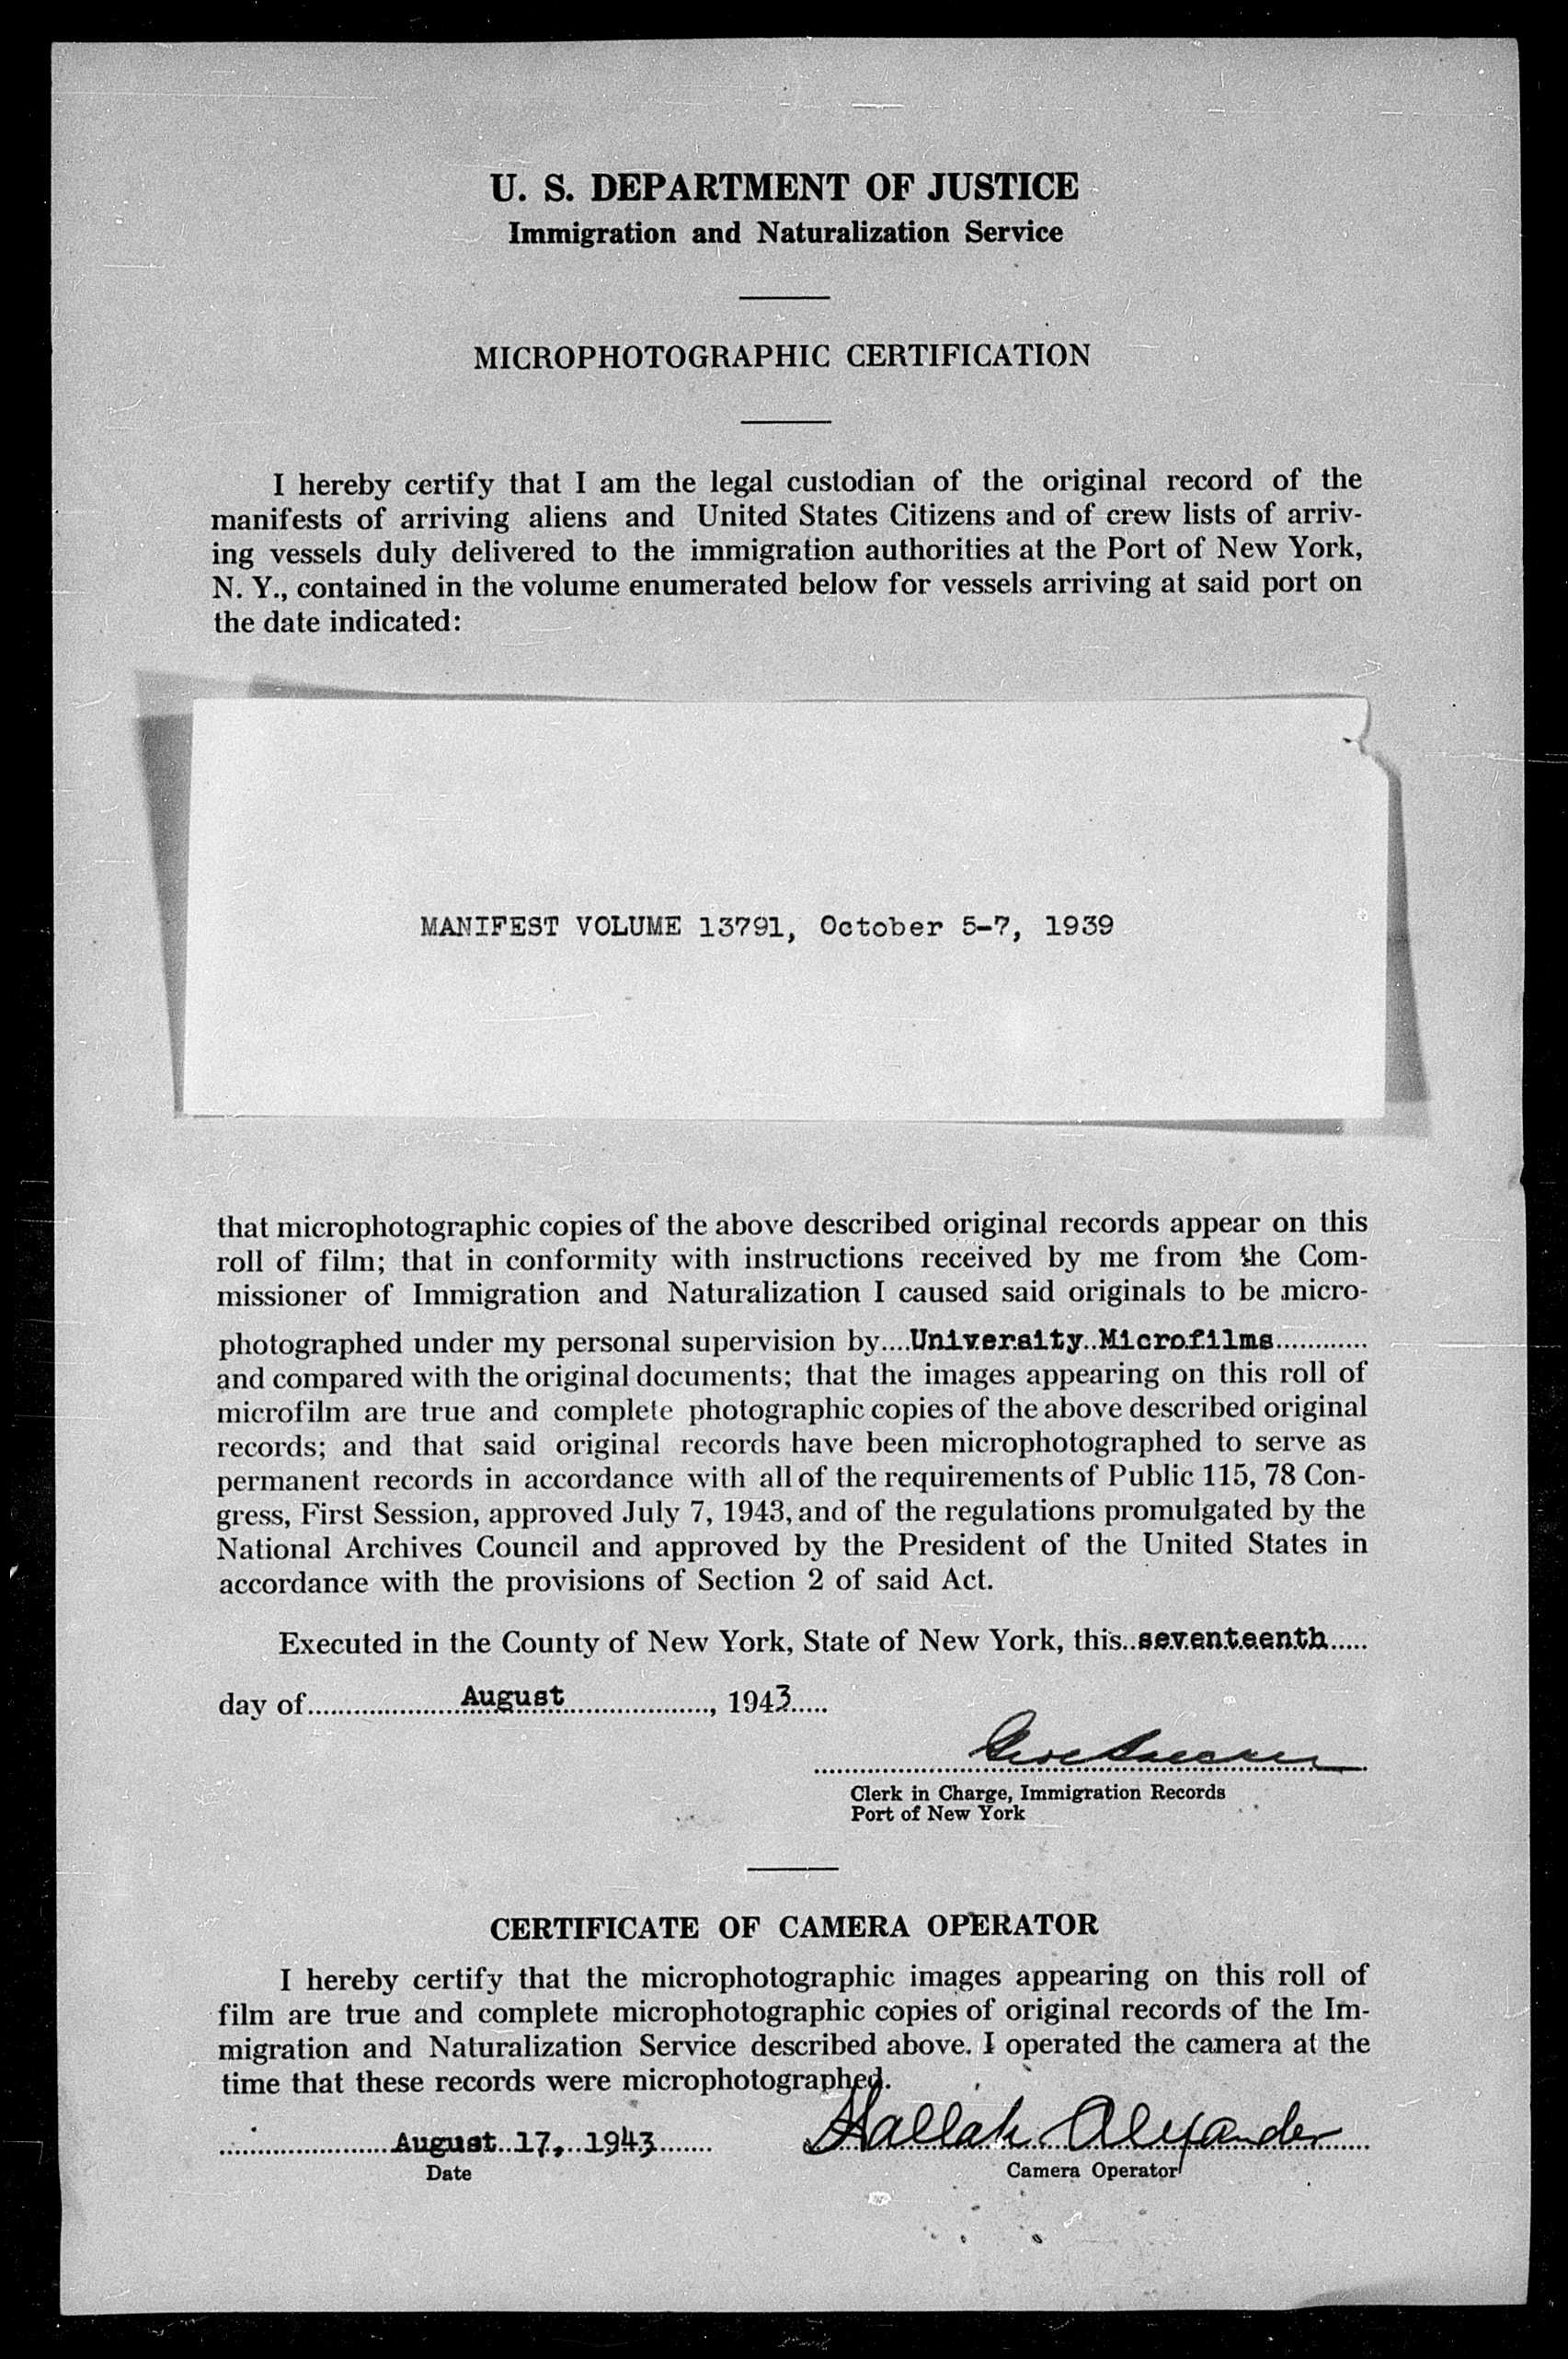 U. S. DEPARTMENT OF JUSTICE
Immigration and Naturalization Service
MICROPHOTOGRAPHIC CERTIFICATION
I hereby certify that I am the legal custodian of the original record of the
manifests of arriving aliens and United States Citizens and of crew lists of arriv-
ing vessels duly delivered to the immigration authorities at the Port of New York,
N. Y., contained in the volume enumerated below for vessels arriving at said port on
the date indicated:
MANIFEST VOLUME 13791, October 5-7, 1939
that microphotographic copies of the above described original records appear on this
roll of film; that in conformity with instructions received by me from the Com-
missioner of Immigration and Naturalization I caused said originals to be micro-
photographed under my personal supervision by....University Microfilms............
and compared with the original documents; that the images appearing on this roll of
microfilm are true and complete photographic copies of the above described original
records; and that said original records have been microphotographed to serve as
permanent records in accordance with all of the requirements of Public 115, 78 Con-
gress, First Session, approved July 7, 1943, and of the regulations promulgated by the
National Archives Council and approved by the President of the United States in
accordance with the provisions of Section 2 of said Act.
Executed in the County of New York, State of New York, this..seventeenth.....
day of....................August...................., 1943.....
Clerk in Charge, Immigration Records
Port of New York
CERTIFICATE OF CAMERA OPERATOR
I hereby certify that the microphotographic images appearing on this roll of
film are true and complete microphotographic copies of original records of the Im-
migration and Naturalization Service described above. I operated the camera at the
time that these records were microphotographed.
August 17, 1943 Hallah Alexander
Date Camera Operator